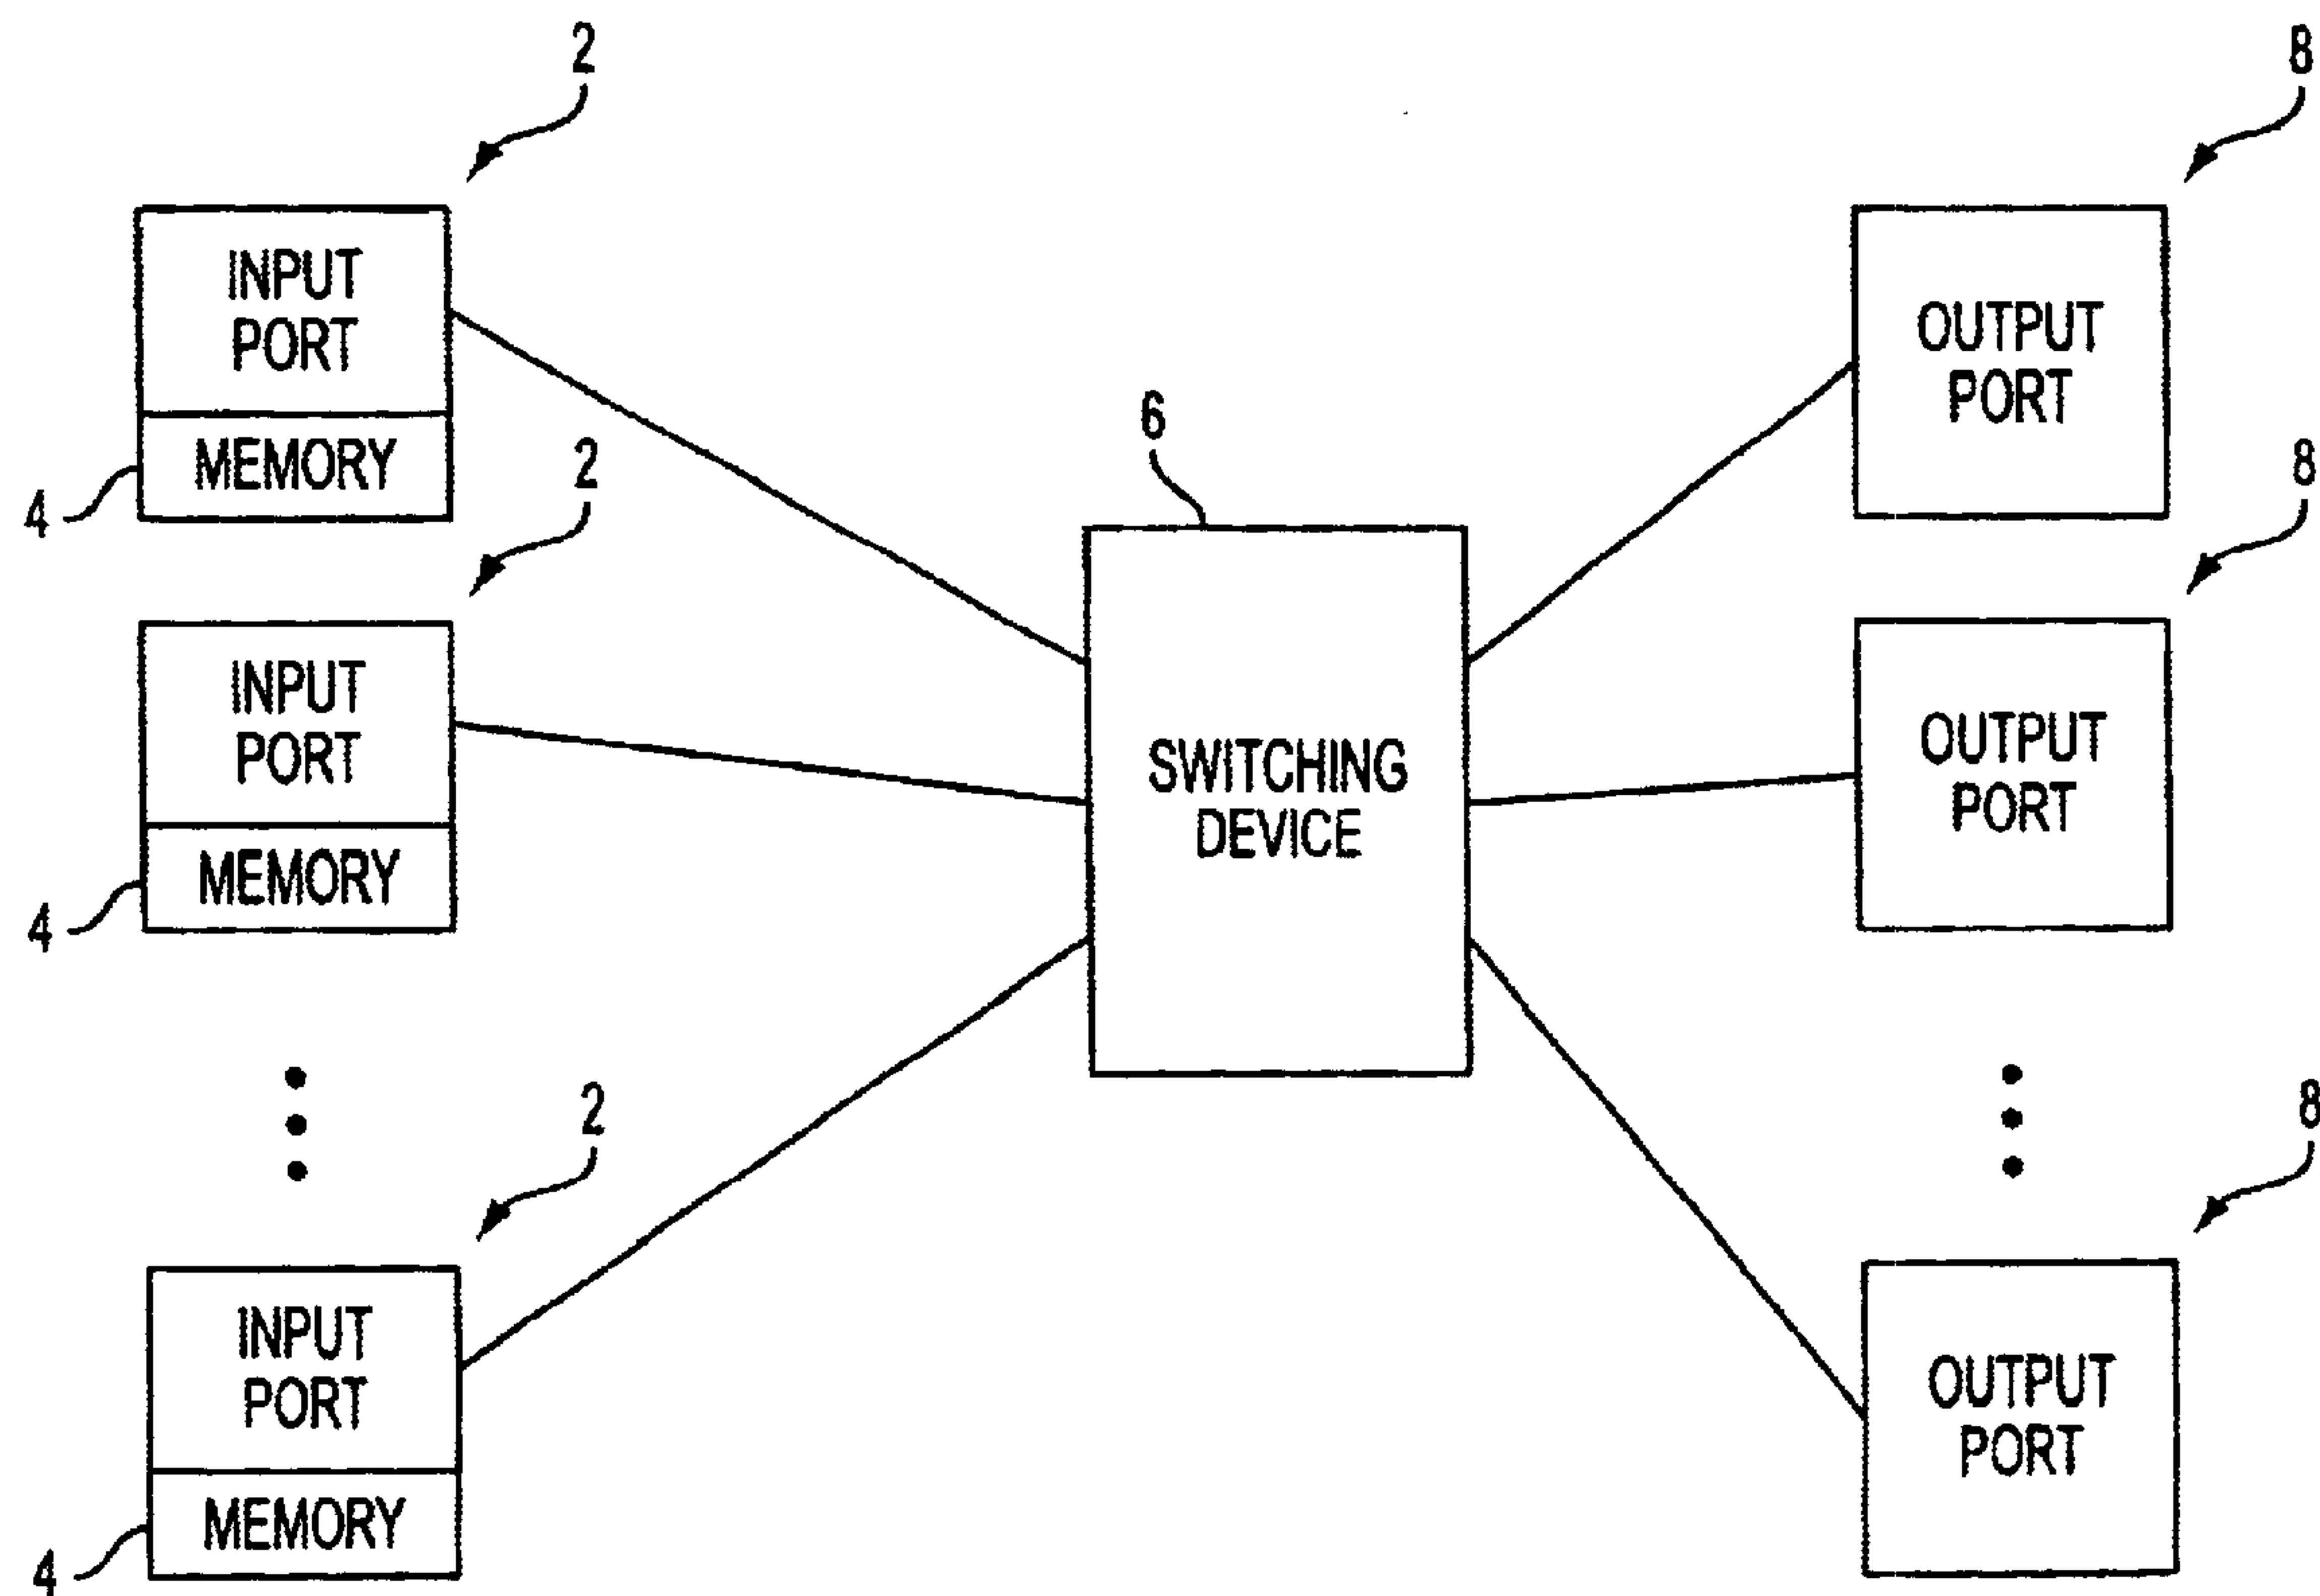 2
8
INPUT
PORT
MEMORY
4
OUTPUT
PORT
6
2
8
INPUT
PORT
MEMORY
4
SWITCHING
DEVICE
OUTPUT
PORT
2
8
INPUT
PORT
MEMORY
4
OUTPUT
PORT